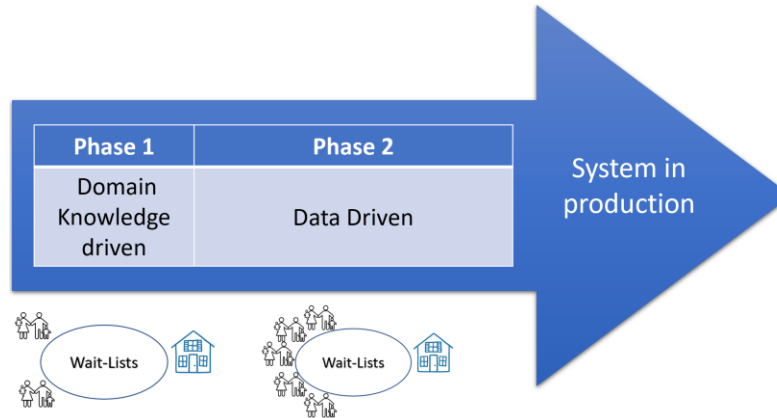 Phase 1
Phase 2
Domain
Knowledge
driven
Data Driven
System in
production
Wait-Lists
Wait-Lists